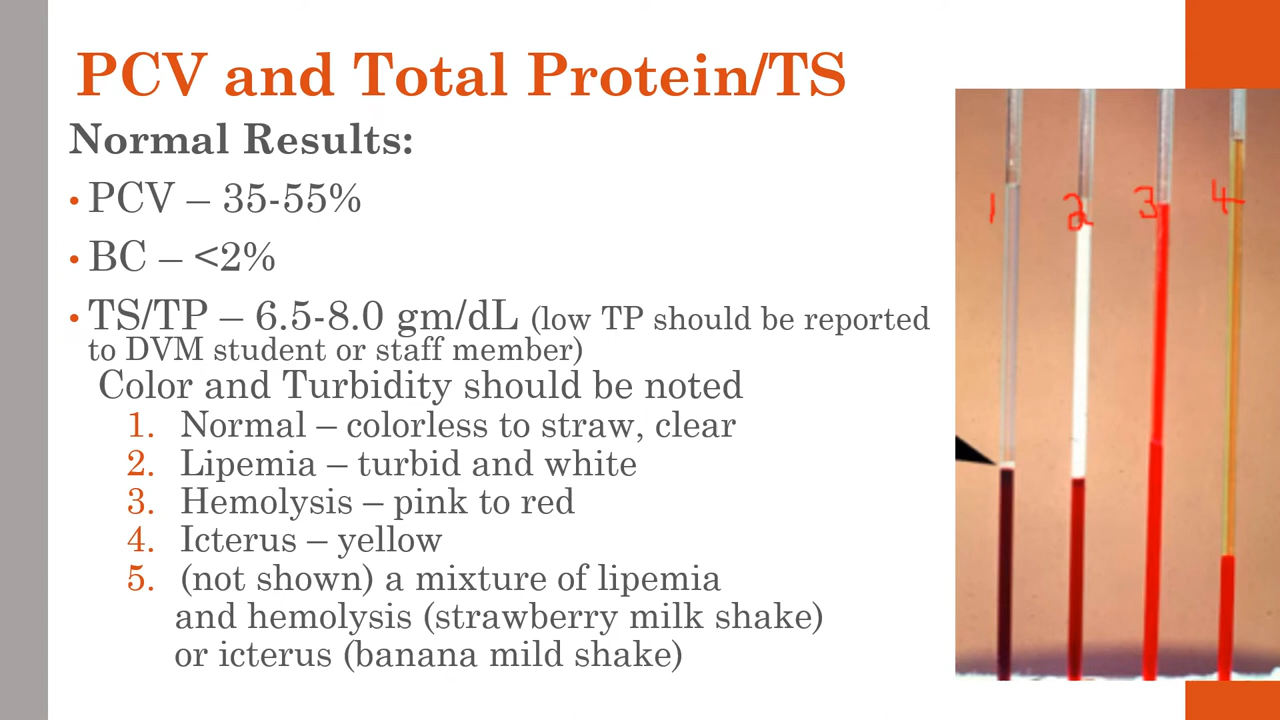 PCV and Total Protein/TS
Normal Results:
• PCV – 35-55%
• BC – <2%
• TS/TP – 6.5-8.0 gm/dL (low TP should be reported
to DVM student or staff member)
Color and Turbidity should be noted
1. Normal – colorless to straw, clear
2. Lipemia – turbid and white
3. Hemolysis – pink to red
4. Icterus – yellow
5. (not shown) a mixture of lipemia
and hemolysis (strawberry milk shake)
or icterus (banana mild shake)
1 2 3 4